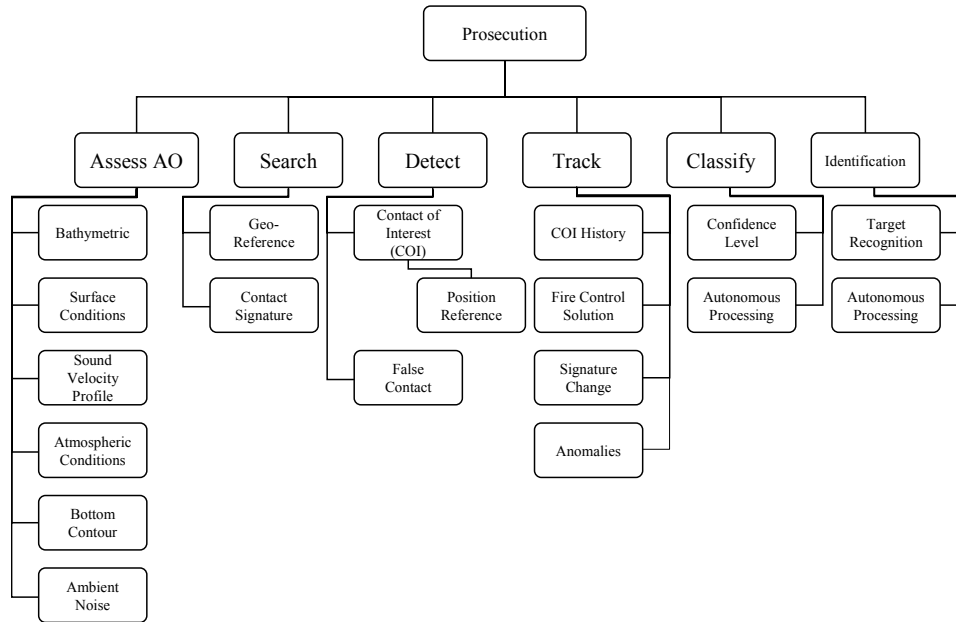 Prosecution
Assess AO
Search
Detect
Track
Classify
Identification
Bathymetric
Surface
Conditions
Sound
Velocity
Profile
Atmospheric
Conditions
Bottom
Contour
Ambient
Noise
Geo-
Reference
Contact
Signature
Contact of
Interest
(COI)
Position
Reference
False
Contact
COI History
Fire Control
Solution
Signature
Change
Anomalies
Confidence
Level
Autonomous
Processing
Target
Recognition
Autonomous
Processing